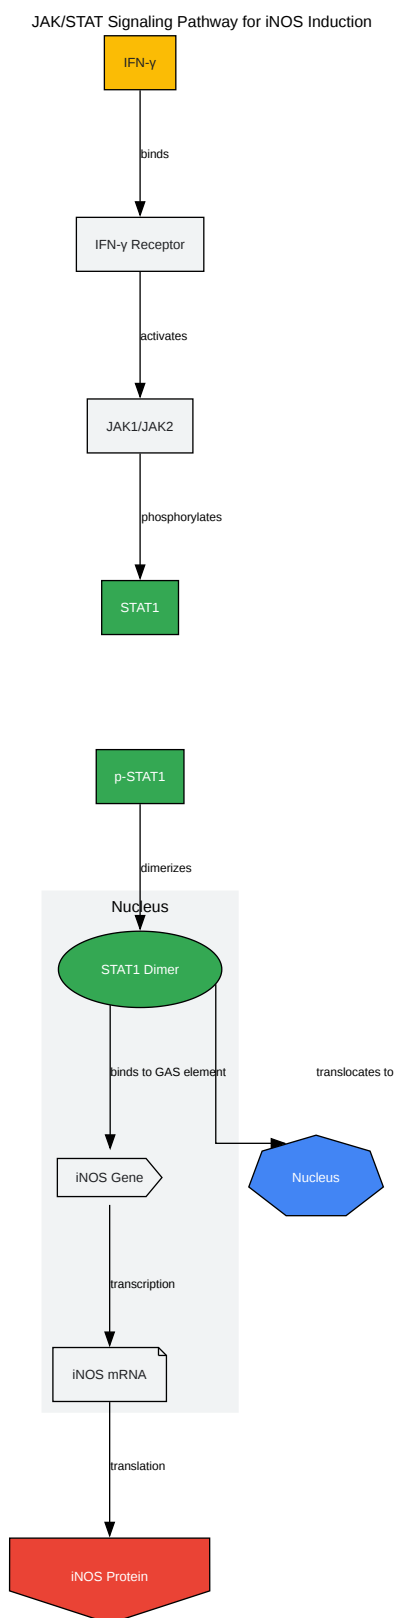 JAK/STAT Signaling Pathway for iNOS Induction
IFN-γ
binds
IFN-γ Receptor
activates
JAK1/JAK2
phosphorylates
STAT1
p-STAT1
dimerizes
Nucleus
STAT1 Dimer
binds to GAS element
translocates to
iNOS Gene
Nucleus
transcription
iNOS mRNA
translation
iNOS Protein